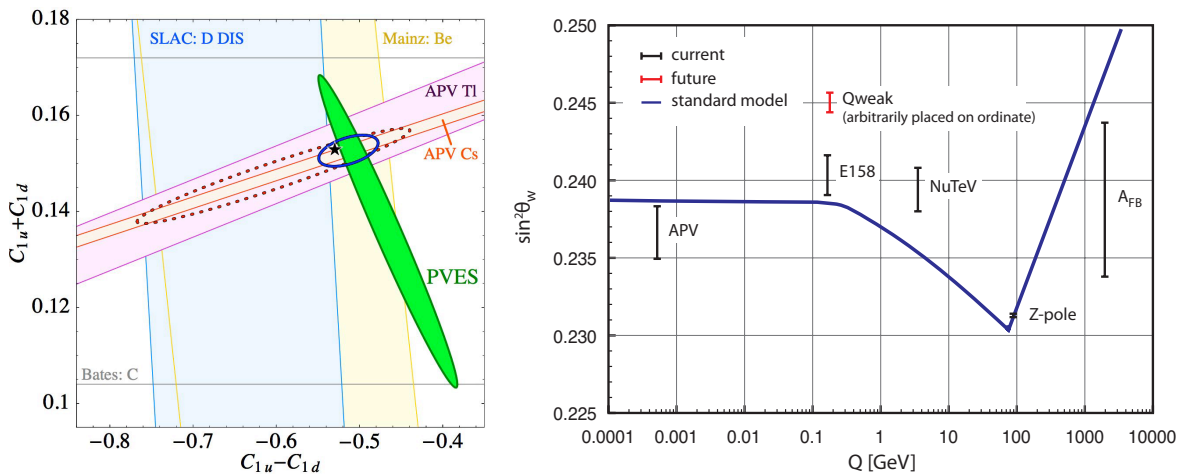 0.18
0.16
0.14
0.12
0.1
C1u+C1d
SLAC: D DIS
Mainz: Be
APV Tl
APV Cs
PVES
Bates: C
−0.8
−0.7
−0.6
−0.5
−0.4
C1u−C1d
0.250
0.245
0.240
0.235
0.230
0.225
sin²θw
current
future
standard model
Qweak
(arbitrarily placed on ordinate)
E158
NuTeV
APV
AFB
Z-pole
0.0001
0.001
0.01
0.1
1
10
100
1000
10000
Q [GeV]